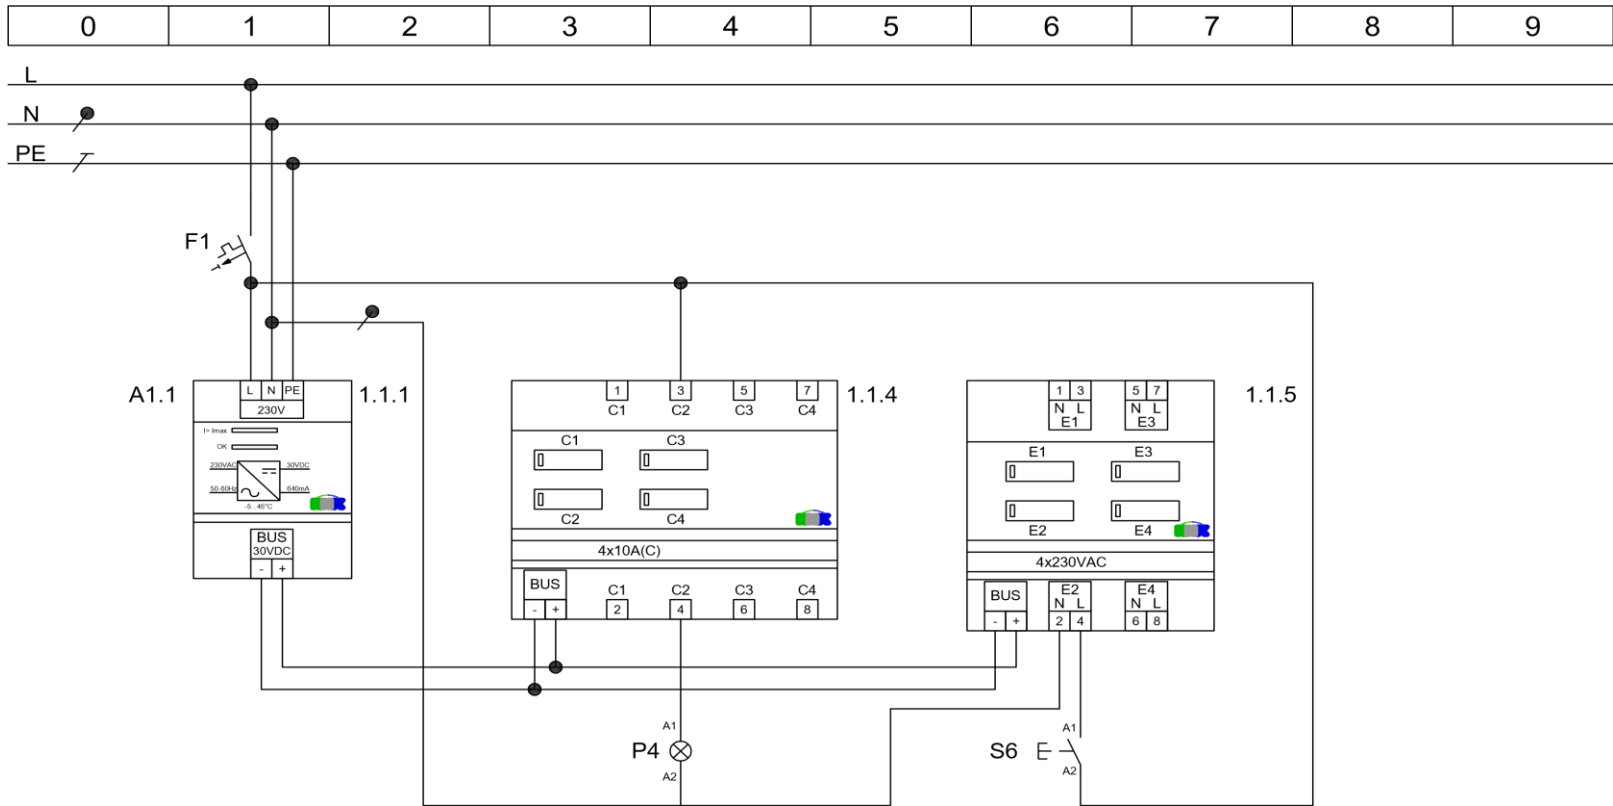 0 1 2 3 4 5 6 7 8 9
L
N
PE
F1
A1.1
L N PE
230V
1.1.1
I> Imax
OK
230VAC 30VDC
50-60Hz 640mA
-5...45°C
BUS
30VDC
- +
1 3 5 7
C1 C2 C3 C4
1.1.4
C1 C3
C2 C4
4x10A(C)
BUS
- +
C1 C2 C3 C4
2 4 6 8
1 3 5 7
N L N L
E1 E3
1.1.5
E1 E3
E2 E4
4x230VAC
BUS
- +
E2 E4
N L N L
2 4 6 8
A1
P4
A2
A1
S6
A2